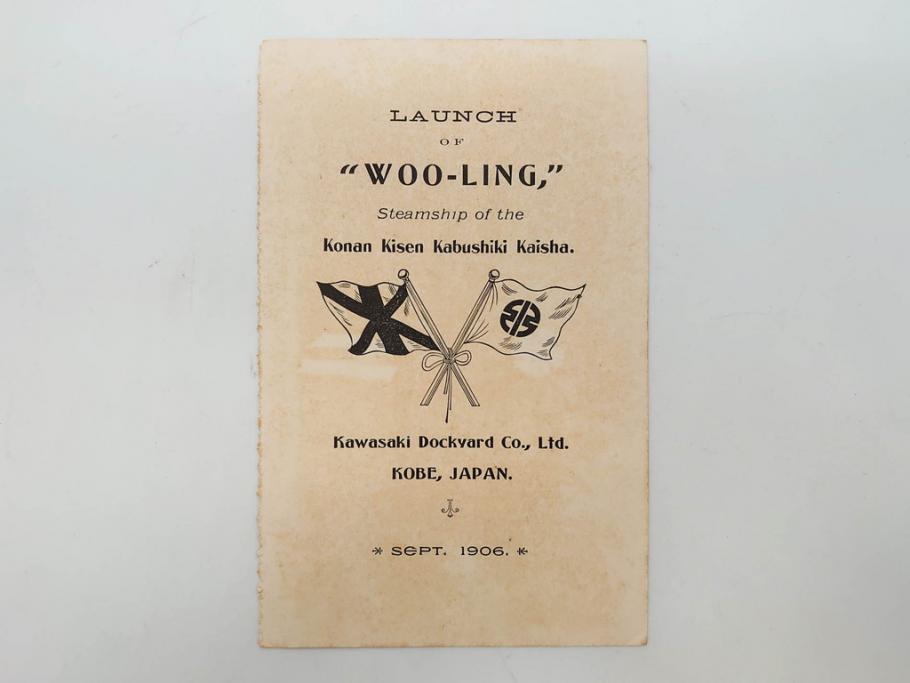 LAUNCH
OF
"WOO-LING,"
Steamship of the
Konan Kisen Kabushiki Kaisha.
Kawasaki Dockyard Co., Ltd.
KOBE, JAPAN.
SEPT. 1906.